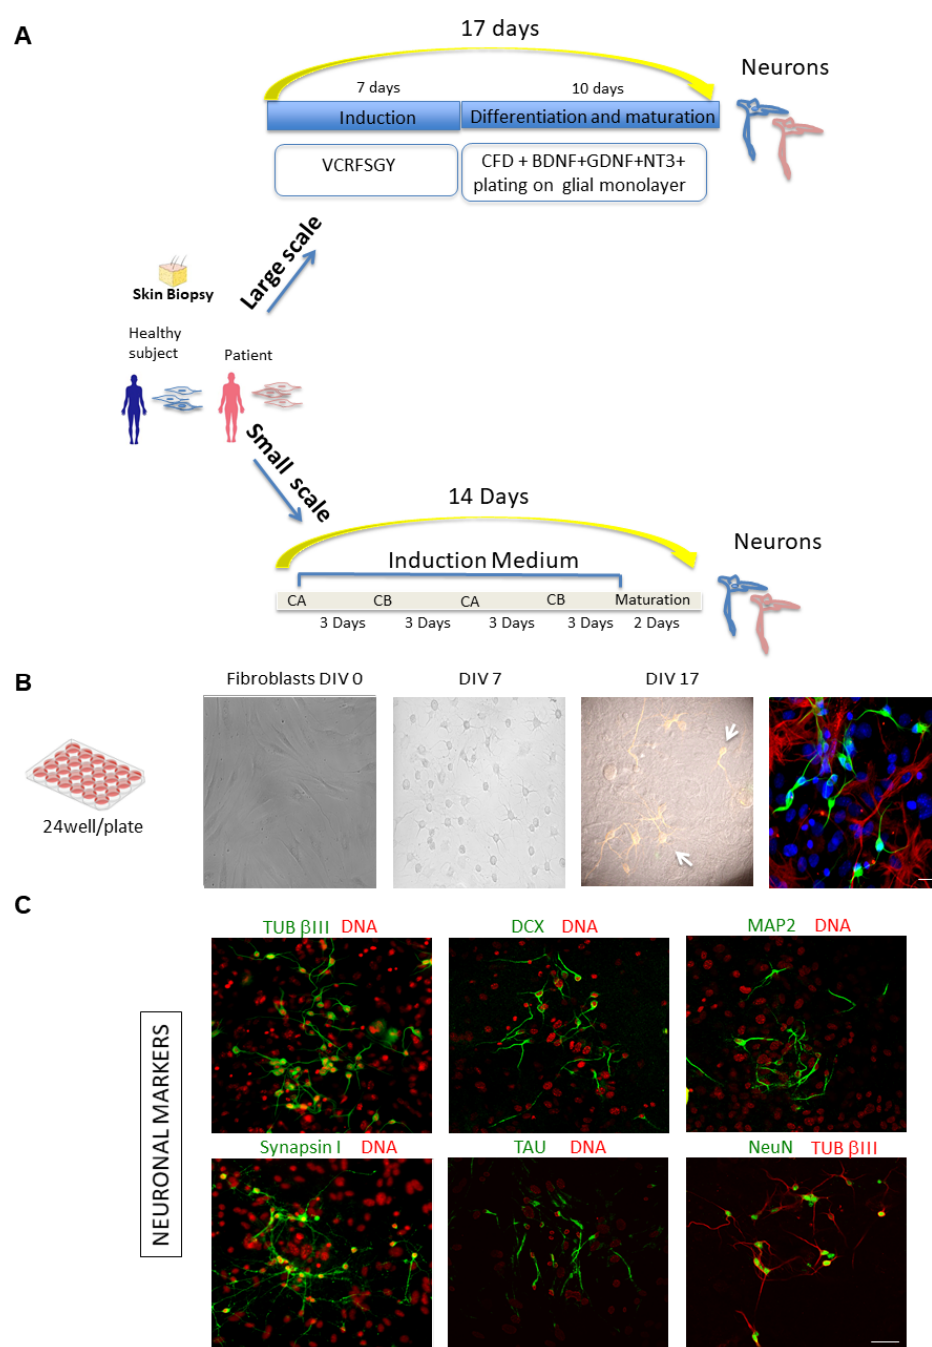 A
17 days
Neurons
7 days
10 days
Induction
Differentiation and maturation
VCRFSGY
CFD + BDNF+GDNF+NT3+
plating on glial monolayer
Large scale
Skin Biopsy
Healthy
subject
Patient
Small scale
14 Days
Neurons
Induction Medium
CA CB CA CB Maturation
3 Days 3 Days 3 Days 3 Days 2 Days
B
Fibroblasts DIV 0
DIV 7
DIV 17
24well/plate
C
NEURONAL MARKERS
TUB βIII DNA
DCX DNA
MAP2 DNA
Synapsin I DNA
TAU DNA
NeuN TUB βIII